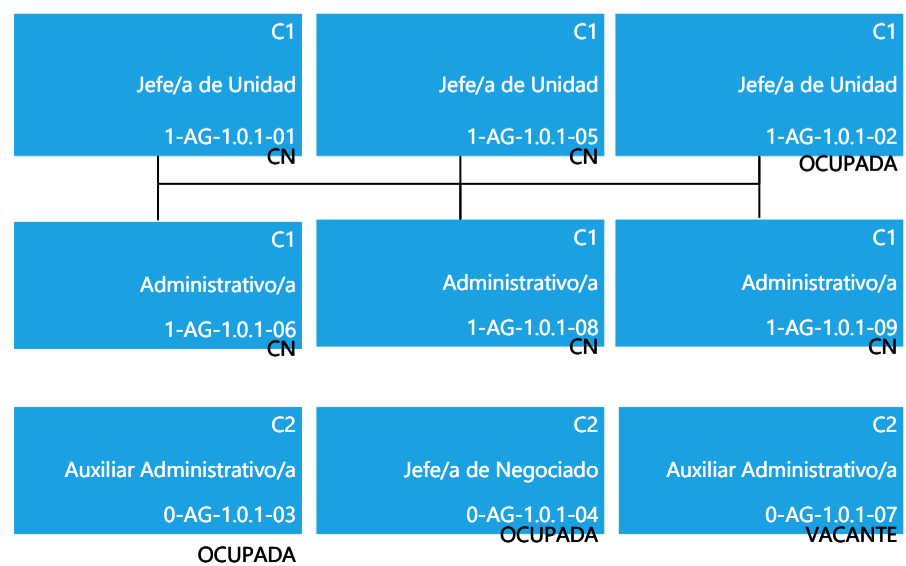 C1
Jefe/a de Unidad
1-AG-1.0.1-01
CN
C1
Jefe/a de Unidad
1-AG-1.0.1-05
CN
C1
Jefe/a de Unidad
1-AG-1.0.1-02
OCUPADA
C1
Administrativo/a
1-AG-1.0.1-06
CN
C1
Administrativo/a
1-AG-1.0.1-08
CN
C1
Administrativo/a
1-AG-1.0.1-09
CN
C2
Auxiliar Administrativo/a
0-AG-1.0.1-03
OCUPADA
C2
Jefe/a de Negociado
0-AG-1.0.1-04
OCUPADA
C2
Auxiliar Administrativo/a
0-AG-1.0.1-07
VACANTE